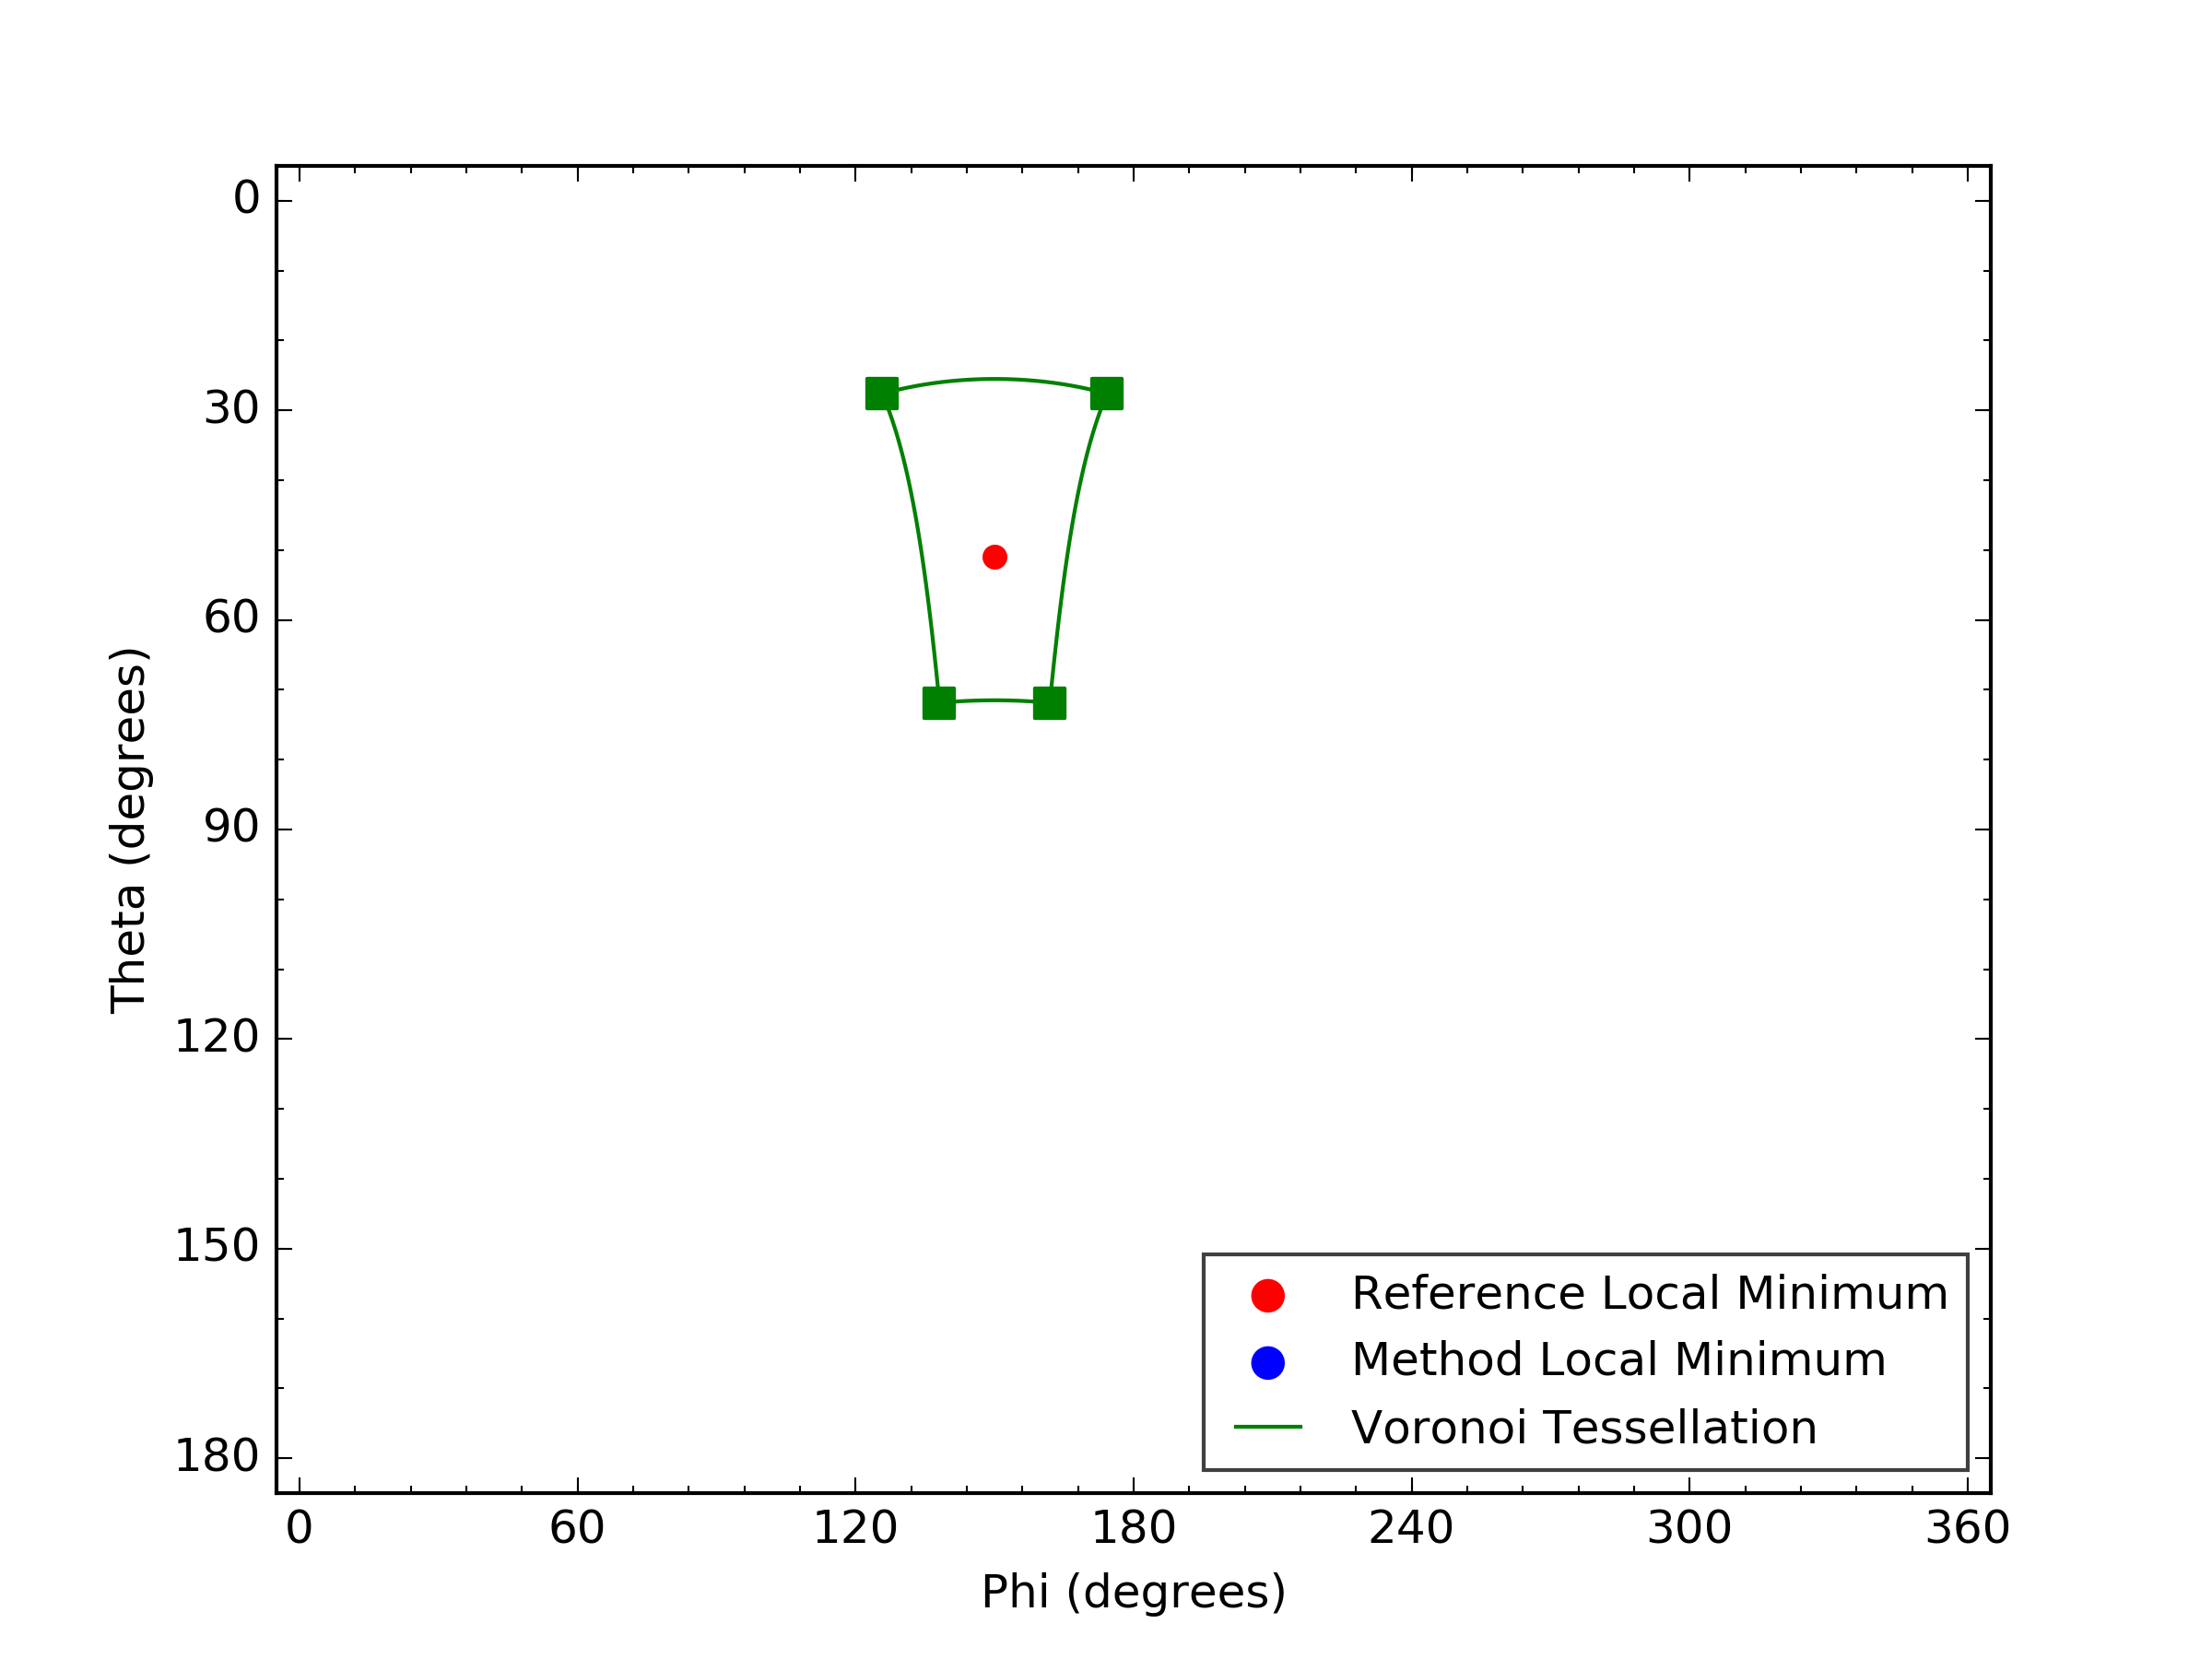 0
30
60
90
120
150
180
Theta (degrees)
Reference Local Minimum
Method Local Minimum
Voronoi Tessellation
0 60 120 180 240 300 360
Phi (degrees)